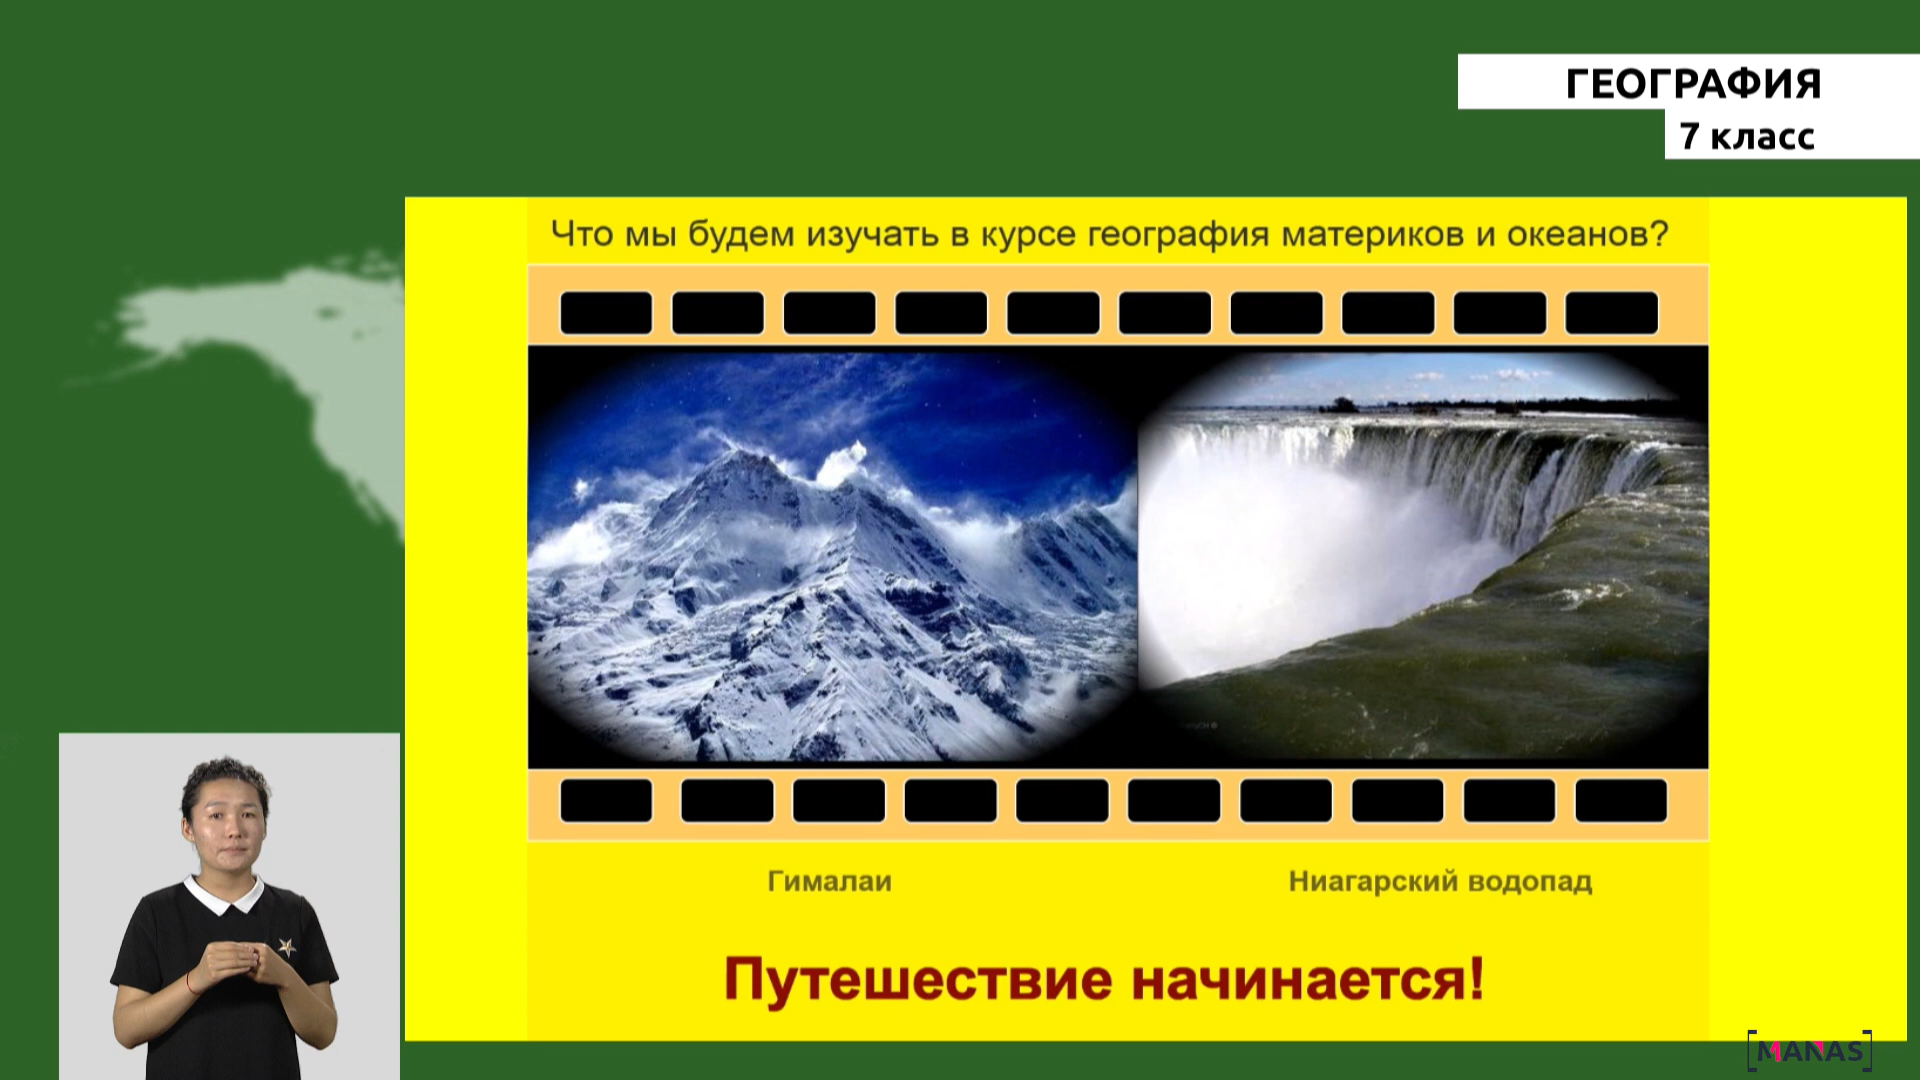 ГЕОГРАФИЯ
7 класс
Что мы будем изучать в курсе география материков и океанов?
Гималаи
Ниагарский водопад
Путешествие начинается!
[MANAS]